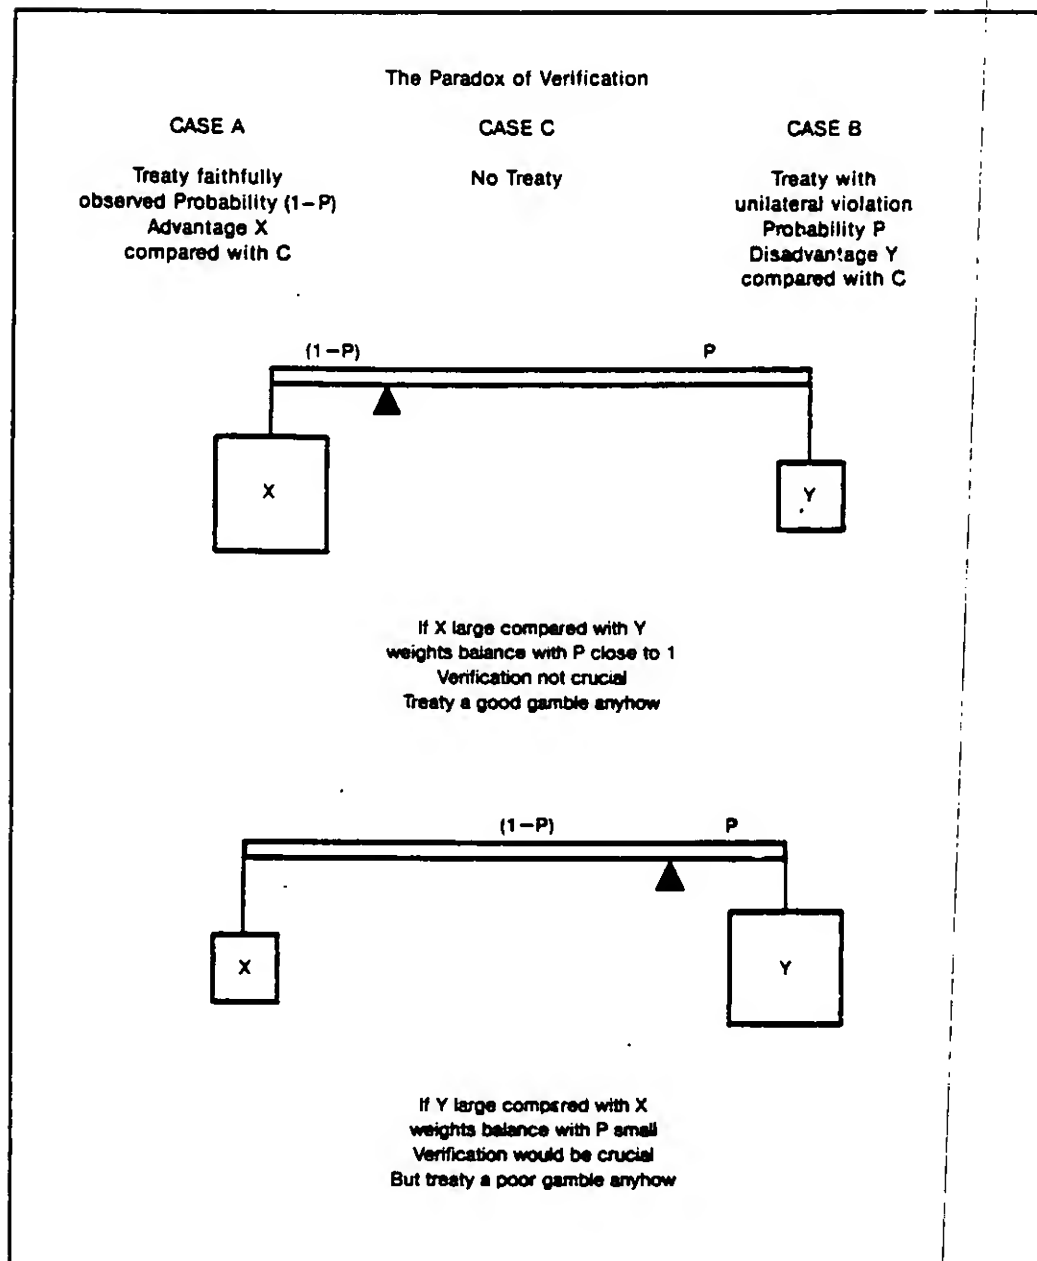 The Paradox of Verification
CASE A
Treaty faithfully
observed Probability (1–P)
Advantage X
compared with C
CASE C
No Treaty
CASE B
Treaty with
unilateral violation
Probability P
Disadvantage Y
compared with C
(1–P)
P
X
Y
If X large compared with Y
weights balance with P close to 1
Verification not crucial
Treaty a good gamble anyhow
(1–P)
P
X
Y
If Y large compared with X
weights balance with P small
Verification would be crucial
But treaty a poor gamble anyhow